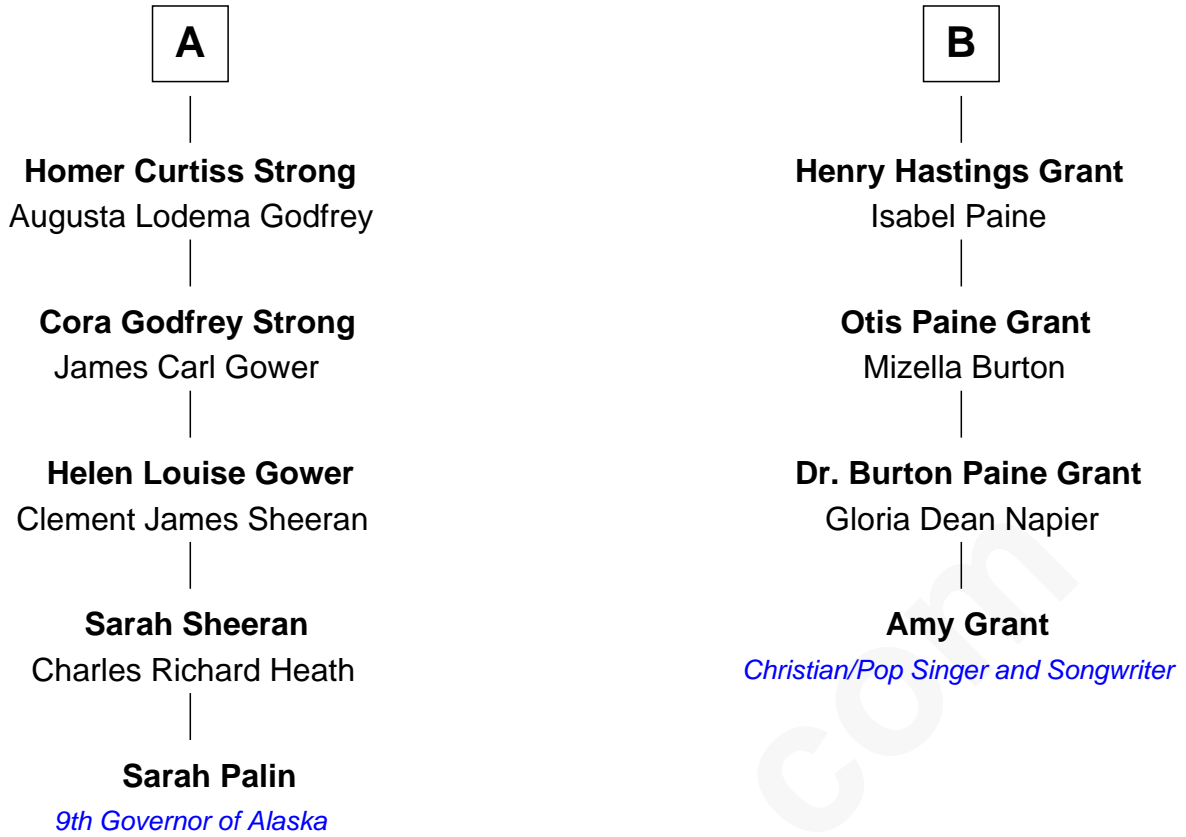 A
Homer Curtiss Strong
Augusta Lodema Godfrey
Cora Godfrey Strong
James Carl Gower
Helen Louise Gower
Clement James Sheeran
Sarah Sheeran
Charles Richard Heath
Sarah Palin
9th Governor of Alaska
B
Henry Hastings Grant
Isabel Paine
Otis Paine Grant
Mizella Burton
Dr. Burton Paine Grant
Gloria Dean Napier
Amy Grant
Christian/Pop Singer and Songwriter
com